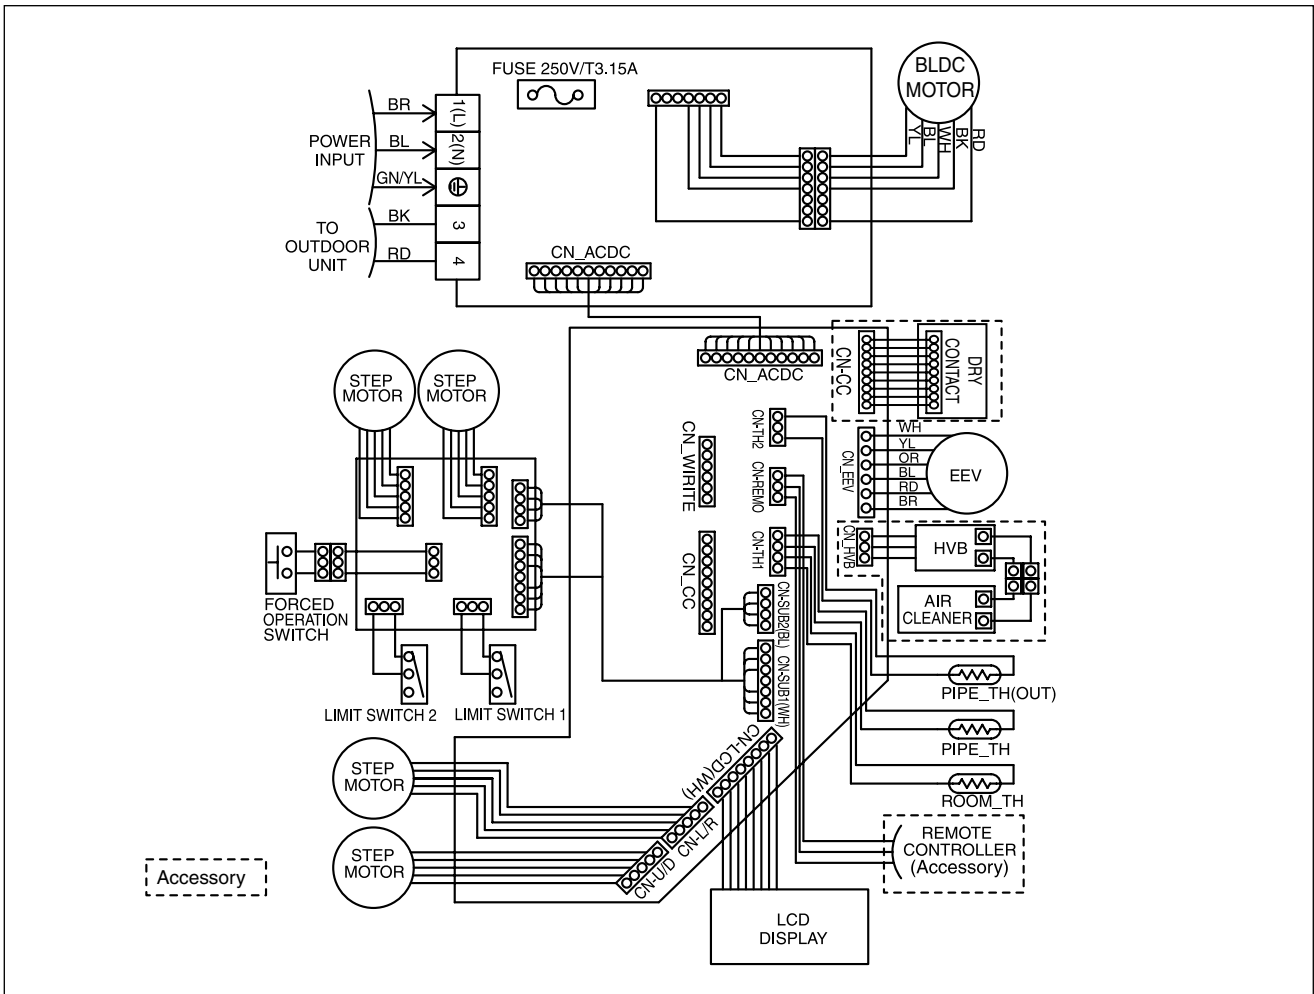 FUSE 250V/T3.15A
BLDC
MOTOR
YL
BL
WH
BK
RD
POWER
INPUT
BR
BL
GN/YL
1(L)
2(N)
TO
OUTDOOR
UNIT
BK
RD
3
4
CN_ACDC
CN_ACDC
CN-CC
DRY
CONTACT
STEP
MOTOR
STEP
MOTOR
CN_WIRITE
CN-TH2
CN-REMO
CN-TH1
CN_CC
CN-SUB2(BL)
CN-SUB1(WH)
CN_EEV
WH
YL
OR
BL
RD
BR
EEV
CN_HVB
HVB
AIR
CLEANER
FORCED
OPERATION
SWITCH
LIMIT SWITCH 2
LIMIT SWITCH 1
PIPE_TH(OUT)
PIPE_TH
ROOM_TH
CN-LCD(WH)
CN-L/R
CN-U/D
STEP
MOTOR
STEP
MOTOR
REMOTE
CONTROLLER
(Accessory)
Accessory
LCD
DISPLAY